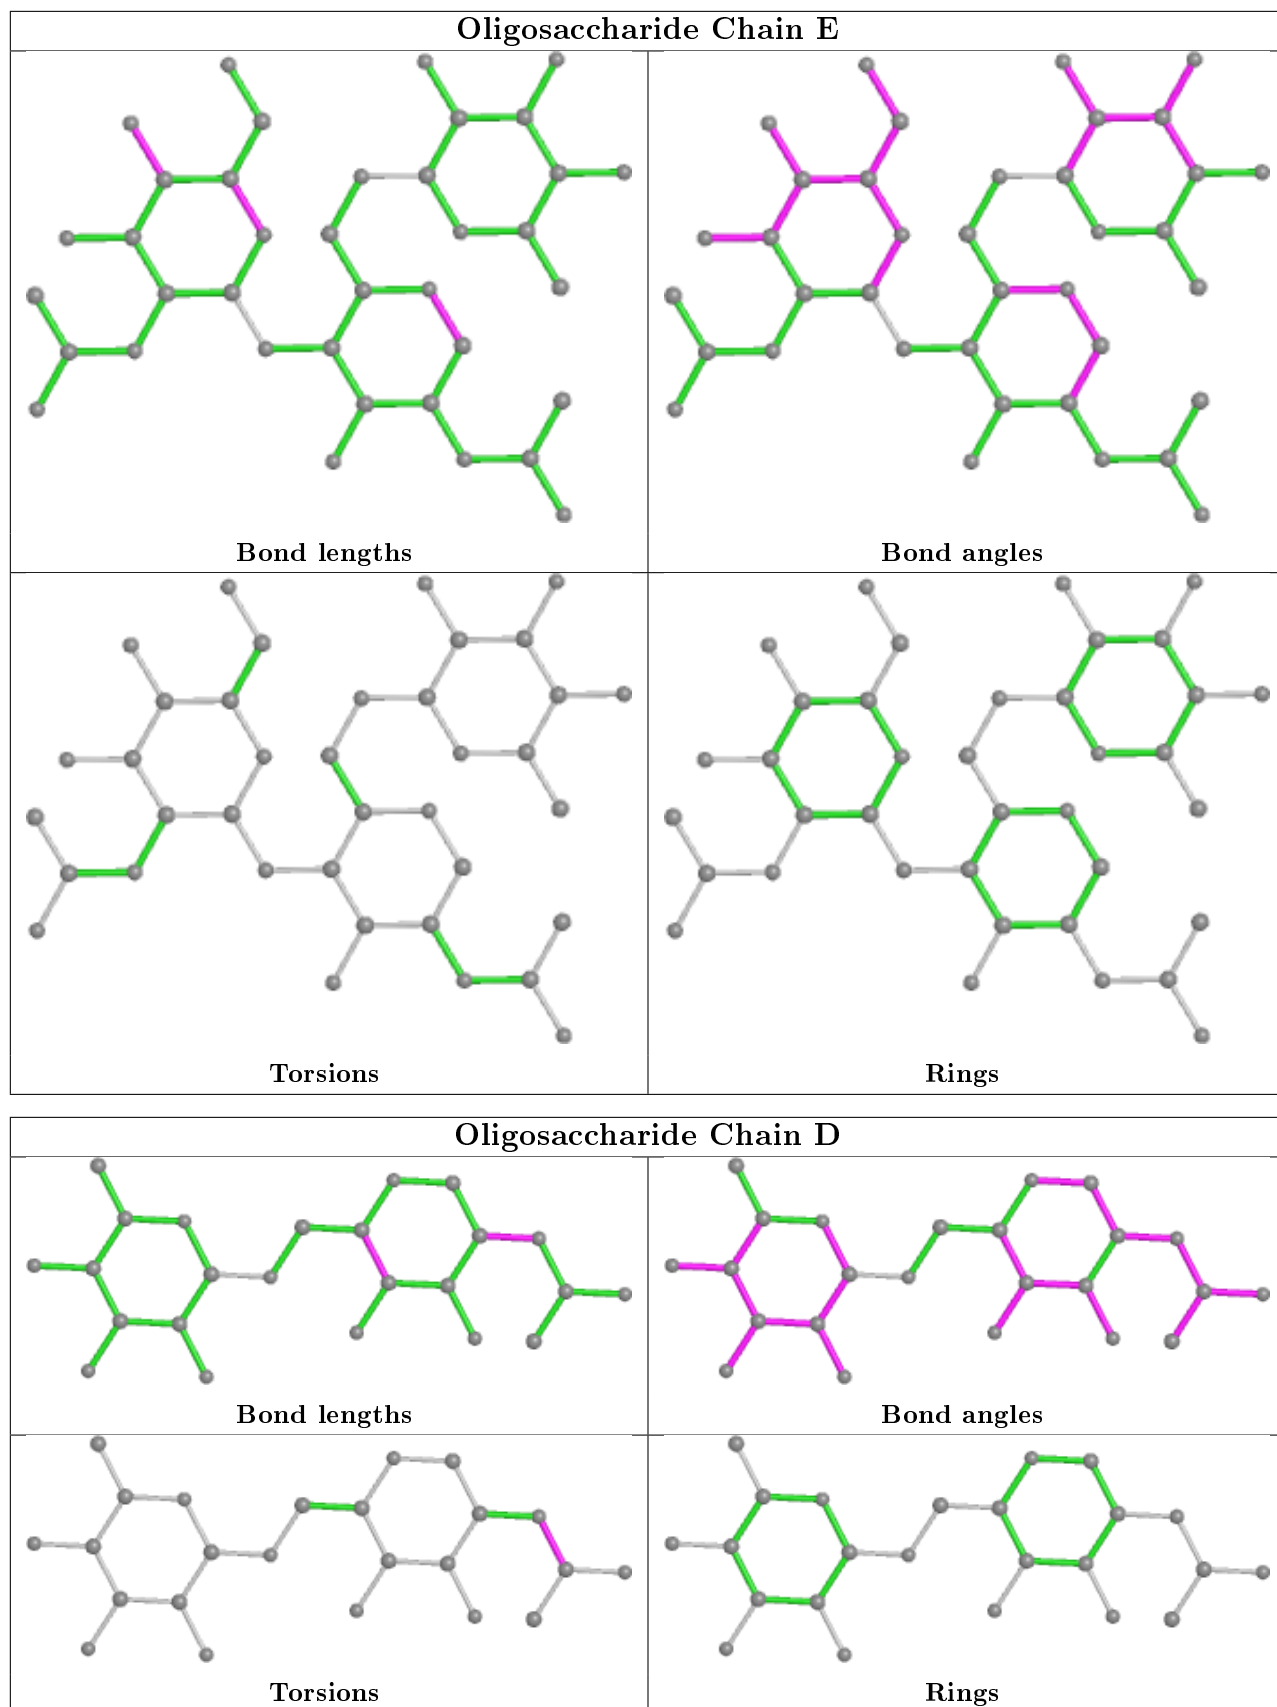 Oligosaccharide Chain E
Bond lengths
Bond angles
Torsions
Rings
Oligosaccharide Chain D
Bond lengths
Bond angles
Torsions
Rings